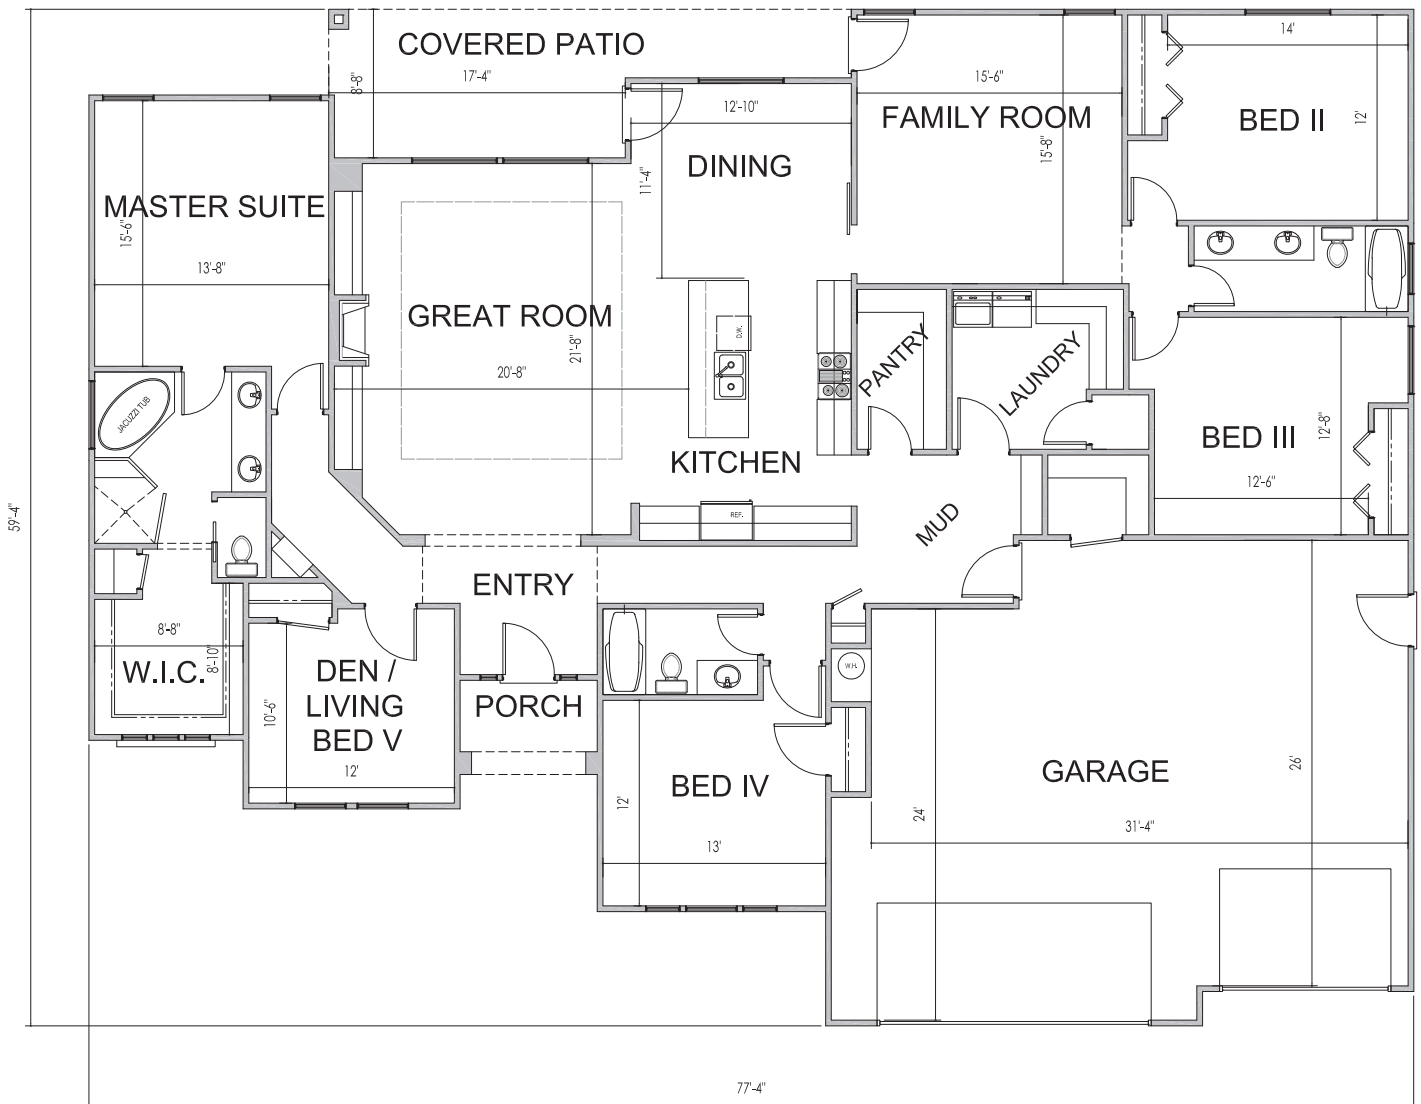 COVERED PATIO
17'-4"
8'-8"
12'-10"
15'-6"
14'
FAMILY ROOM
BED II
12'
15'-8"
DINING
11'-4"
MASTER SUITE
15'-6"
13'-8"
GREAT ROOM
21'-8"
20'-8"
D.W.
PANTRY
LAUNDRY
JACUZZI TUB
BED III
12'-8"
12'-6"
KITCHEN
REF.
MUD
59'-4"
ENTRY
8'-8"
8'-10"
W.I.C.
DEN /
LIVING
BED V
10'-6"
12'
PORCH
W.H.
BED IV
12'
13'
GARAGE
26'
24'
31'-4"
77'-4"